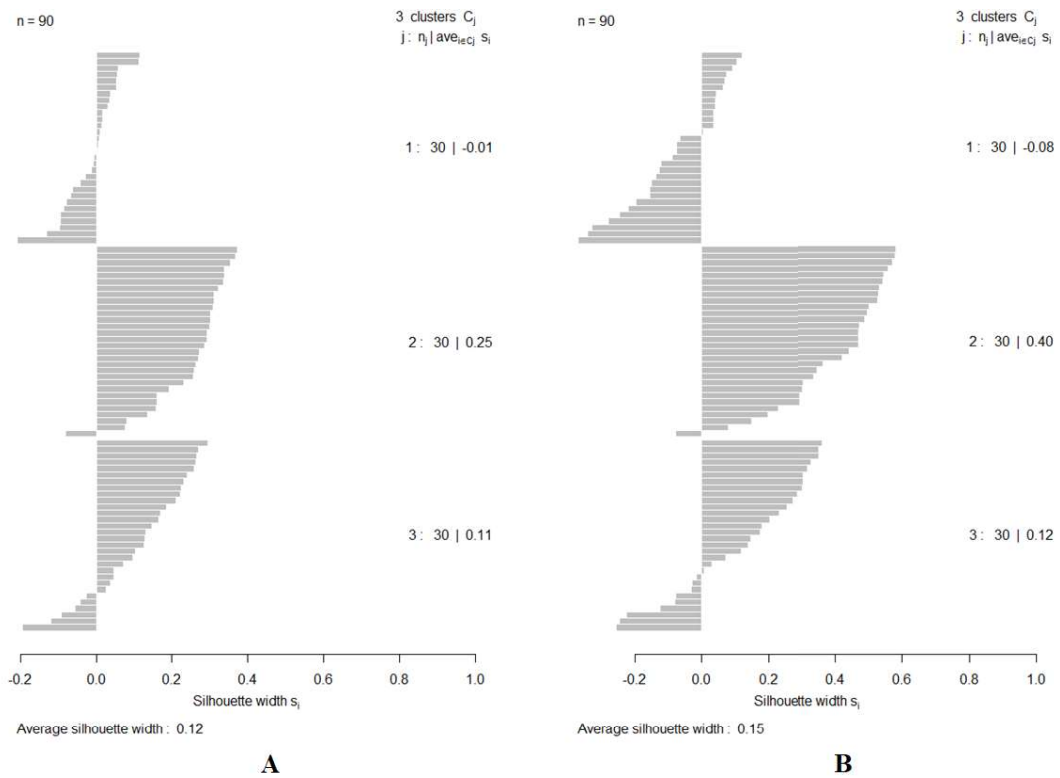 n = 90
3 clusters Cj
j : nj | avei∈Cj si
1 : 30 | -0.01
2 : 30 | 0.25
3 : 30 | 0.11
-0.2 0.0 0.2 0.4 0.6 0.8 1.0
Silhouette width si
Average silhouette width : 0.12
A
n = 90
3 clusters Cj
j : nj | avei∈Cj si
1 : 30 | -0.08
2 : 30 | 0.40
3 : 30 | 0.12
-0.2 0.0 0.2 0.4 0.6 0.8 1.0
Silhouette width si
Average silhouette width : 0.15
B